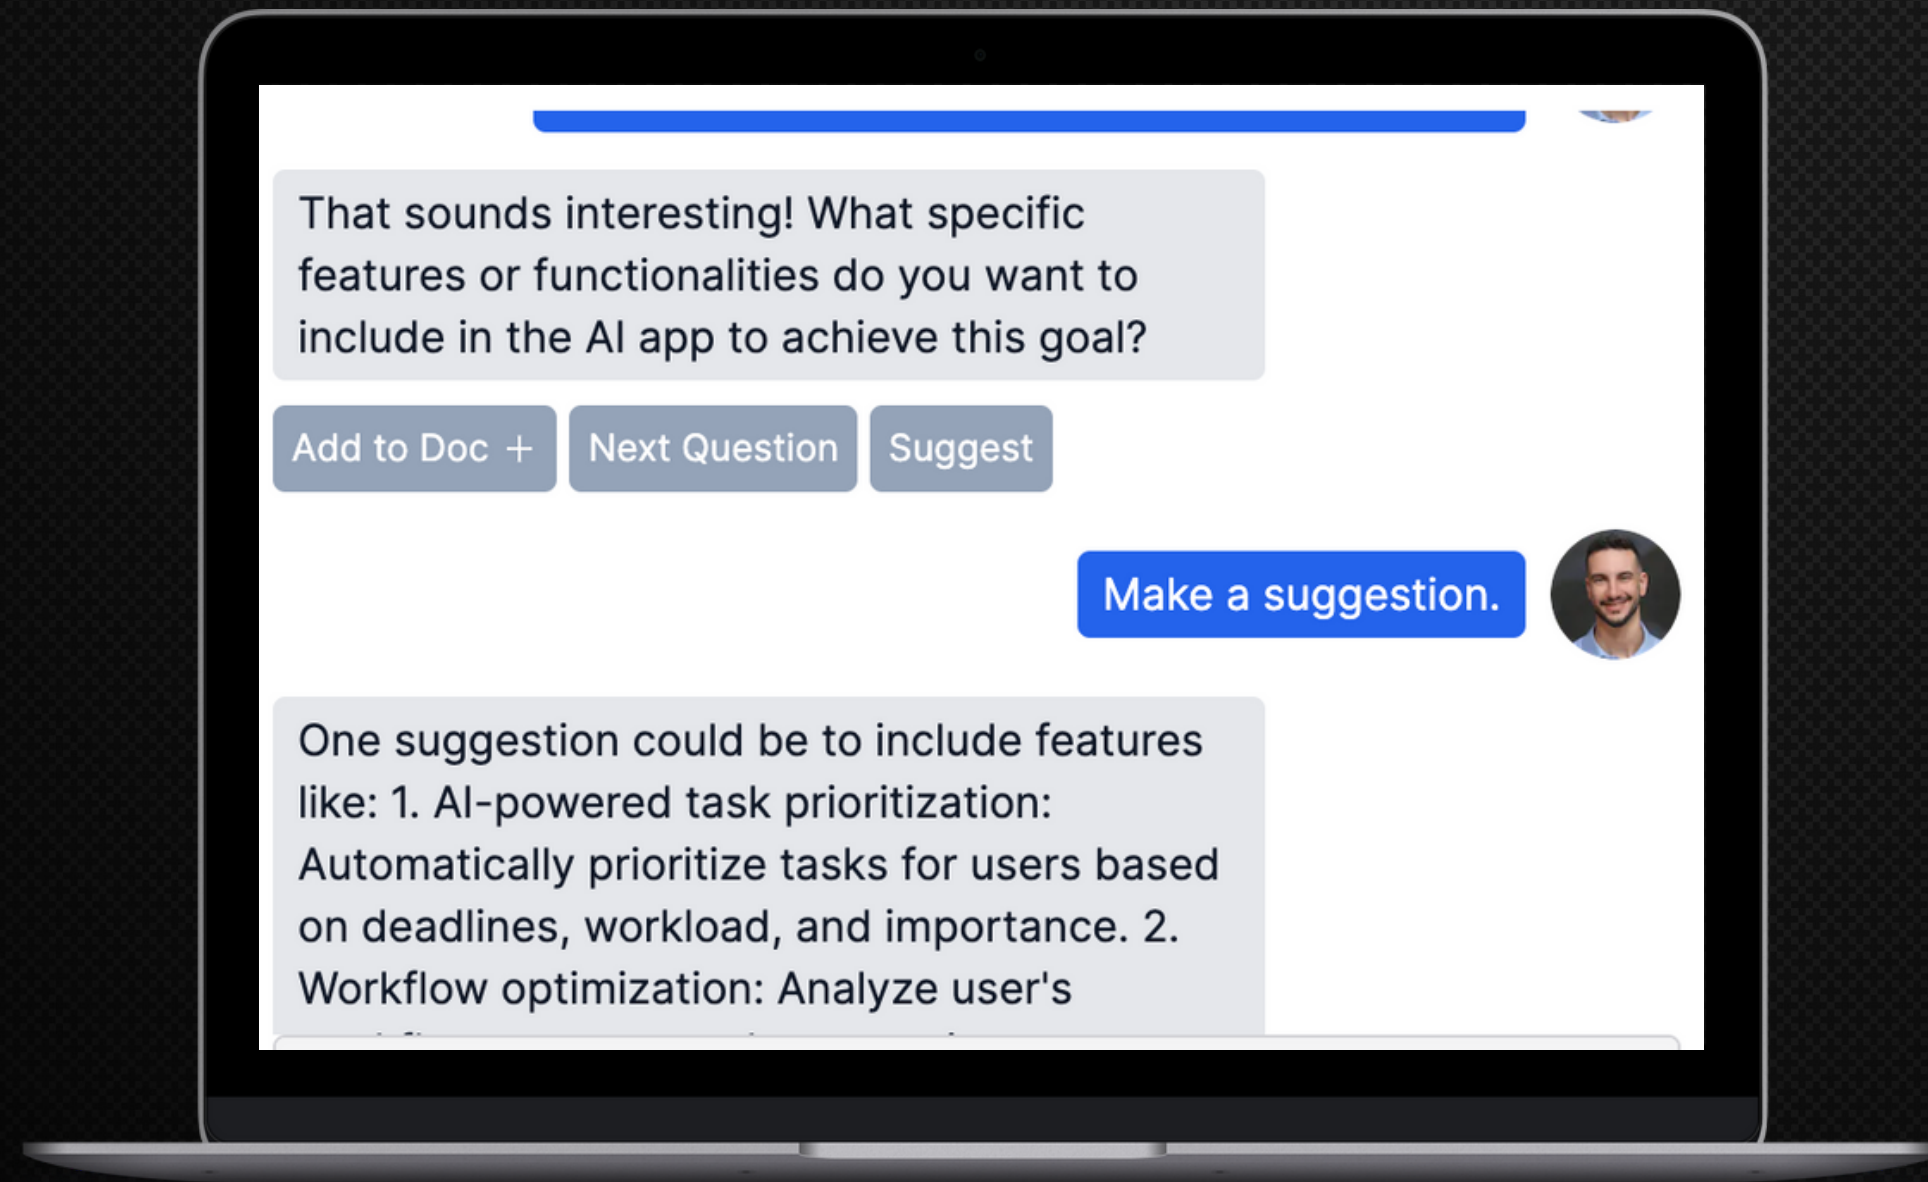 That sounds interesting! What specific
features or functionalities do you want to
include in the AI app to achieve this goal?
Add to Doc +
Next Question
Suggest
Make a suggestion.
One suggestion could be to include features
like: 1. AI-powered task prioritization:
Automatically prioritize tasks for users based
on deadlines, workload, and importance. 2.
Workflow optimization: Analyze user's